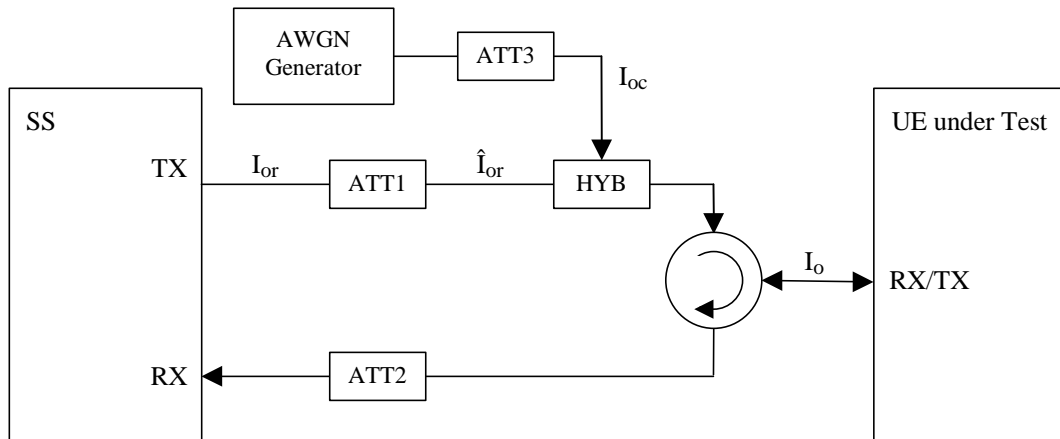 AWGN
Generator
ATT3
I_oc
SS
UE under Test
TX
I_or
ATT1
Î_or
HYB
I_o
RX/TX
RX
ATT2